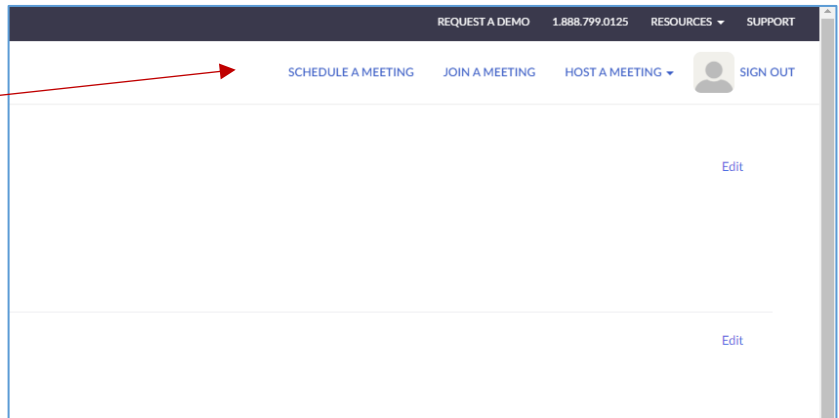 REQUEST A DEMO 1.888.799.0125 RESOURCES SUPPORT
SCHEDULE A MEETING JOIN A MEETING HOST A MEETING SIGN OUT
Edit
Edit